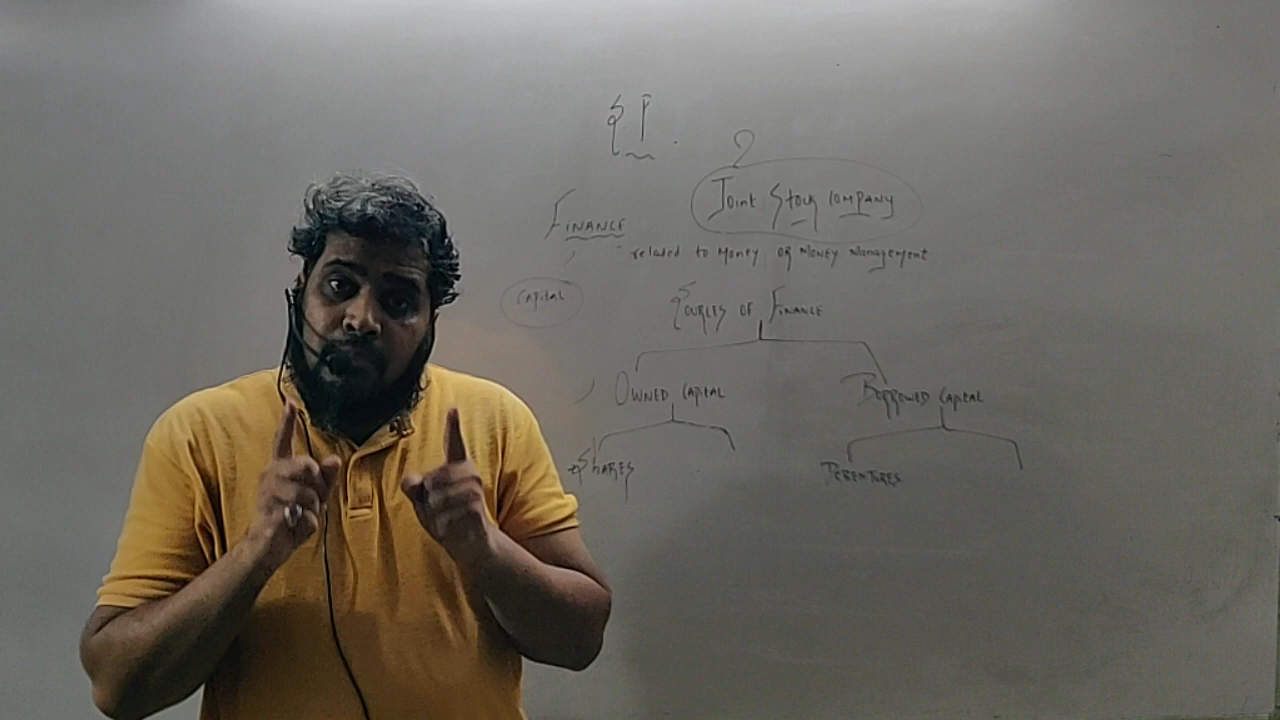 JOINT STOCK COMPANY
FINANCE
related to Money OR Money Management
CAPITAL
SOURCES OF FINANCE
OWNED CAPITAL
BORROWED CAPITAL
SHARES
DEBENTURES